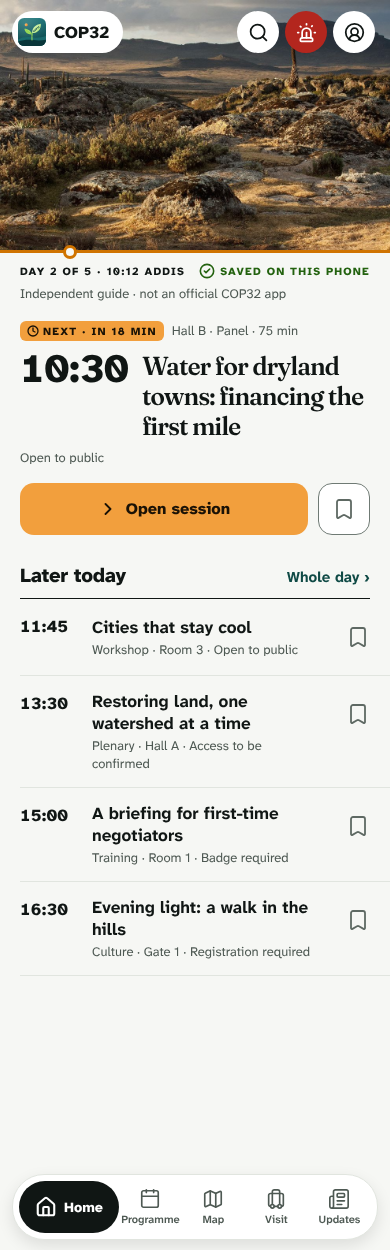 COP32
DAY 2 OF 5 · 10:12 ADDIS
SAVED ON THIS PHONE
Independent guide · not an official COP32 app
NEXT · IN 18 MIN
Hall B · Panel · 75 min
10:30
Water for dryland
towns: financing the
first mile
Open to public
Open session
Later today
Whole day ›
11:45
Cities that stay cool
Workshop · Room 3 · Open to public
13:30
Restoring land, one
watershed at a time
Plenary · Hall A · Access to be
confirmed
15:00
A briefing for first-time
negotiators
Training · Room 1 · Badge required
16:30
Evening light: a walk in the
hills
Culture · Gate 1 · Registration required
Home
Programme
Map
Visit
Updates